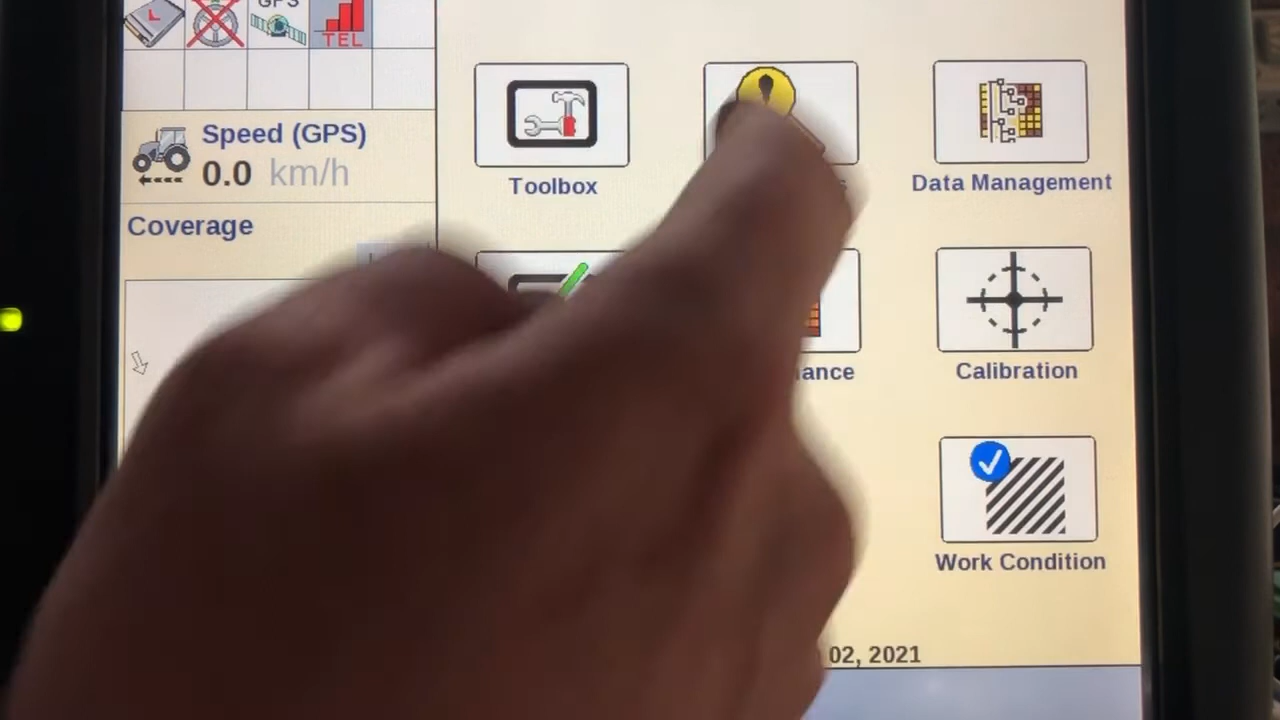 L
GPS
TEL
Speed (GPS)
0.0 km/h
Coverage
Toolbox
Data Management
Calibration
Work Condition
02, 2021